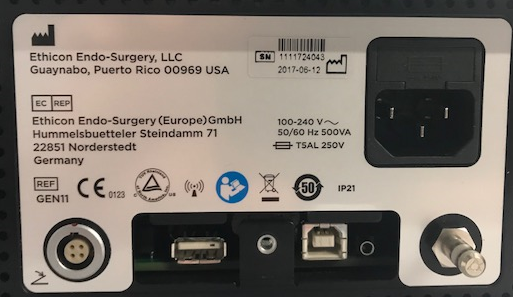 Ethicon Endo-Surgery, LLC
Guaynabo, Puerto Rico 00969 USA
SN 1111724043
2017-06-12
EC REP
Ethicon Endo-Surgery (Europe) GmbH
Hummelsbuetteler Steindamm 71
22851 Norderstedt
Germany
100-240 V~
50/60 Hz 500VA
T5AL 250V
REF
GEN11
CE 0123
50
IP21